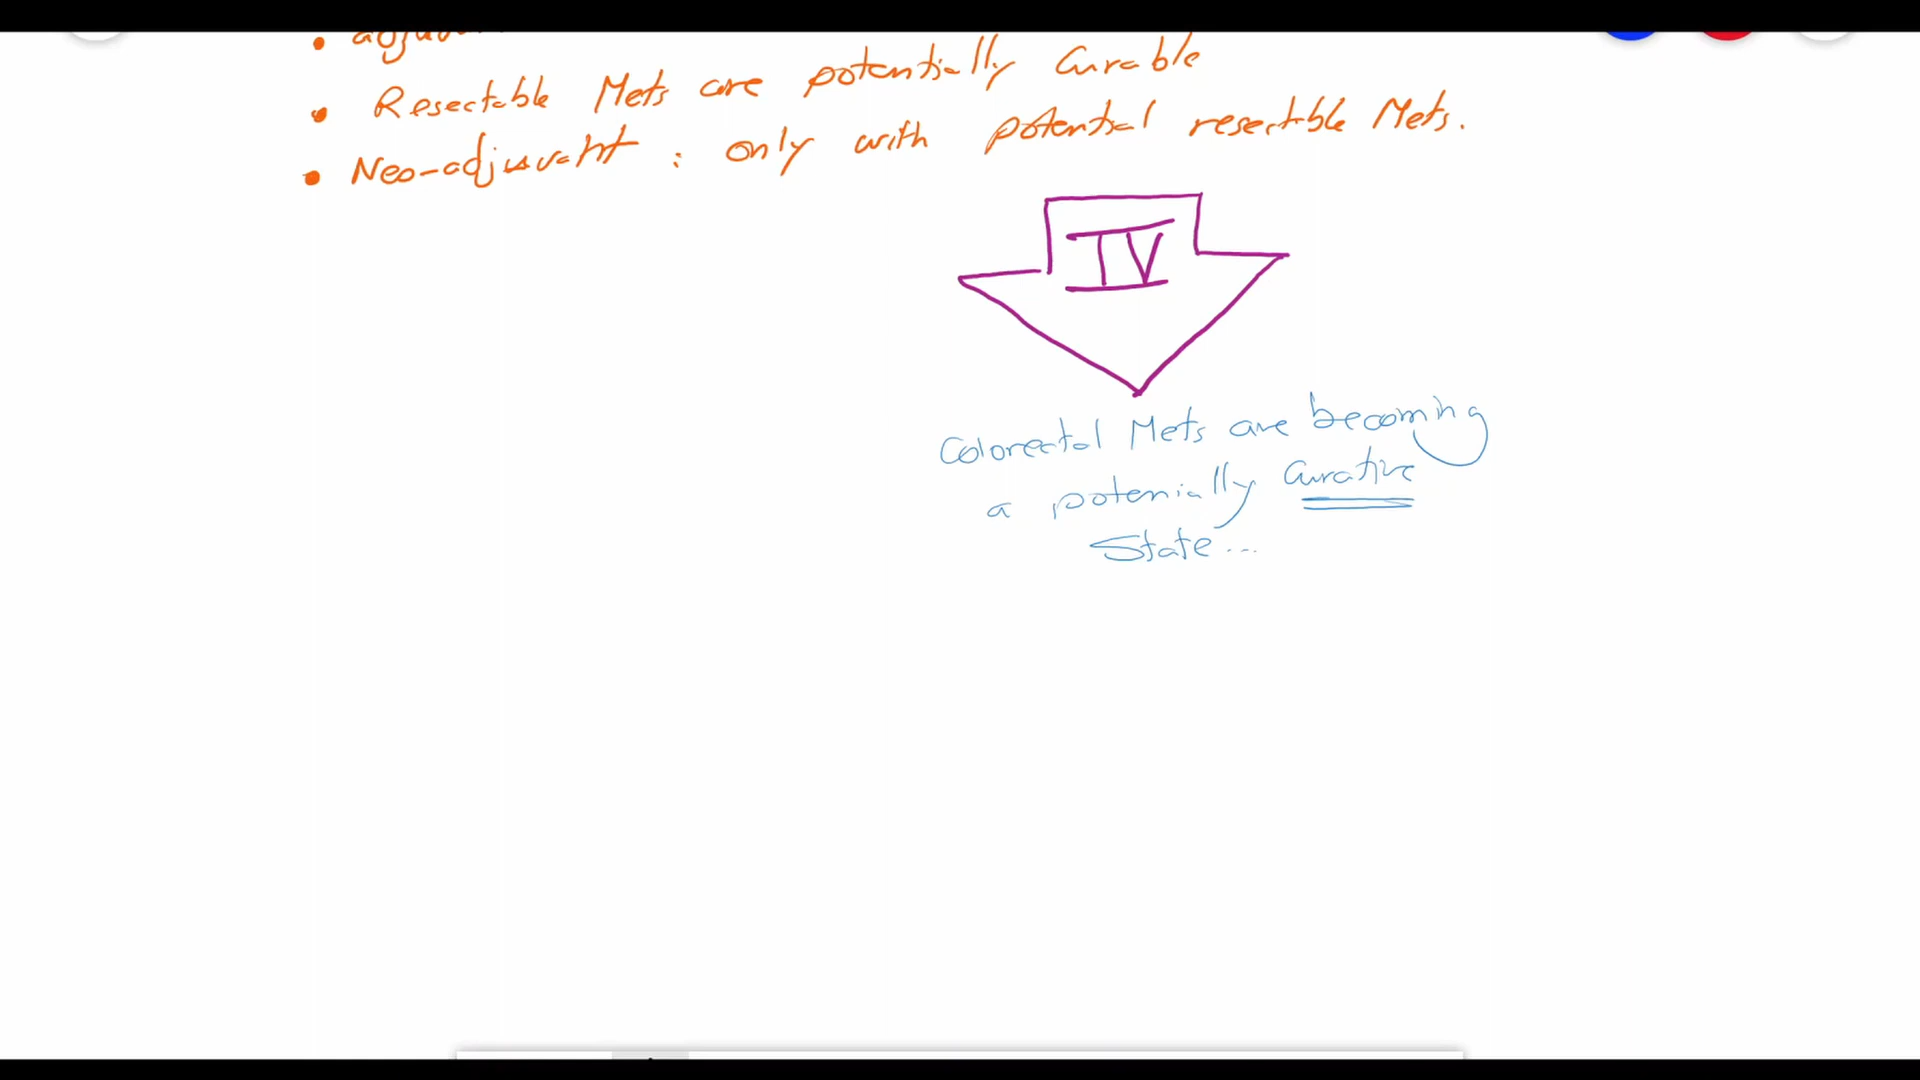 • Resectable Mets are potentially Curable
• Neo-adjuvant : only with potential resectable Mets.
IV
Colorectal Mets are becoming
a potenially Curative
State...